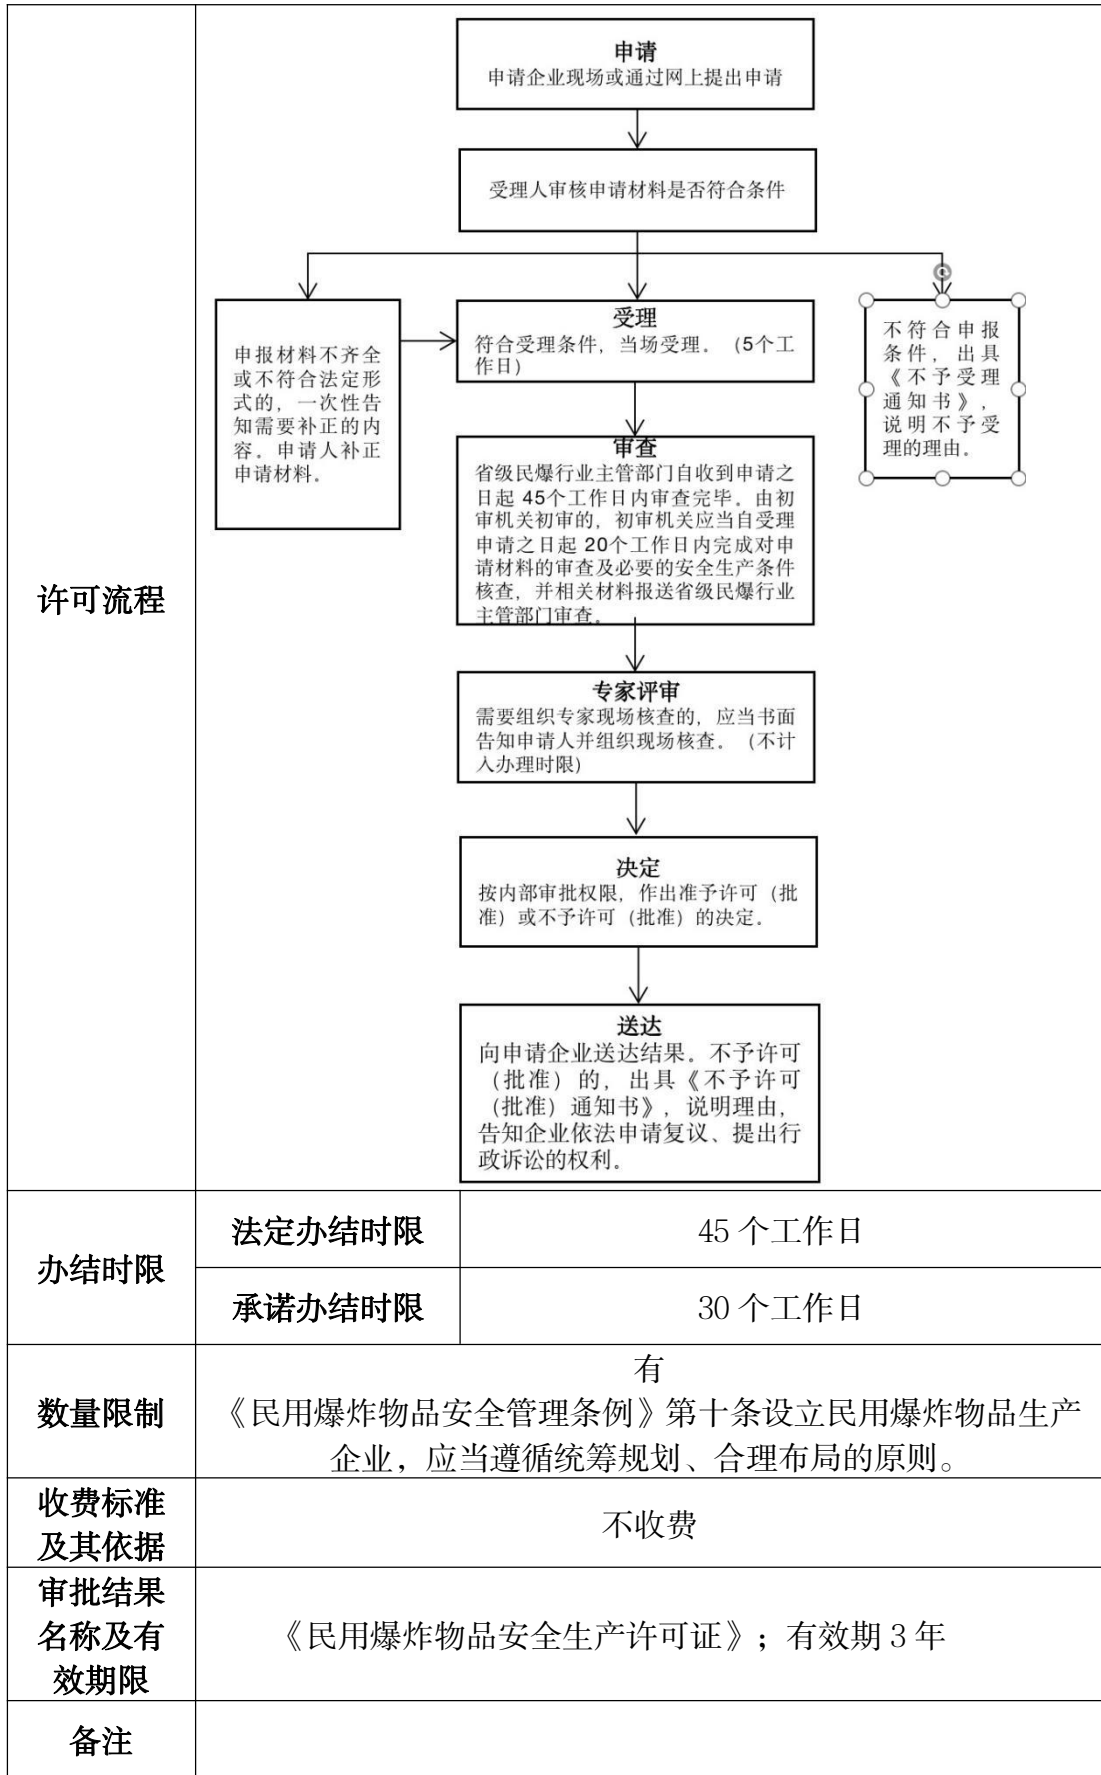 许可流程
申请
申请企业现场或通过网上提出申请
受理人审核申请材料是否符合条件
申报材料不齐全
或不符合法定形
式的，一次性告
知需要补正的内
容。申请人补正
申请材料。
受理
符合受理条件，当场受理。（5个工
作日）
不符合申报
条件，出具
《不予受理
通知书》，
说明不予受
理的理由。
审查
省级民爆行业主管部门自收到申请之
日起 45个工作日内审查完毕。由初
审机关初审的，初审机关应当自受理
申请之日起 20个工作日内完成对申
请材料的审查及必要的安全生产条件
核查，并相关材料报送省级民爆行业
主管部门审查。
专家评审
需要组织专家现场核查的，应当书面
告知申请人并组织现场核查。（不计
入办理时限）
决定
按内部审批权限，作出准予许可（批
准）或不予许可（批准）的决定。
送达
向申请企业送达结果。不予许可
（批准）的，出具《不予许可
（批准）通知书》，说明理由，
告知企业依法申请复议、提出行
政诉讼的权利。
办结时限
法定办结时限
45 个工作日
承诺办结时限
30 个工作日
数量限制
有
《民用爆炸物品安全管理条例》第十条设立民用爆炸物品生产
企业，应当遵循统筹规划、合理布局的原则。
收费标准
及其依据
不收费
审批结果
名称及有
效期限
《民用爆炸物品安全生产许可证》；有效期 3 年
备注